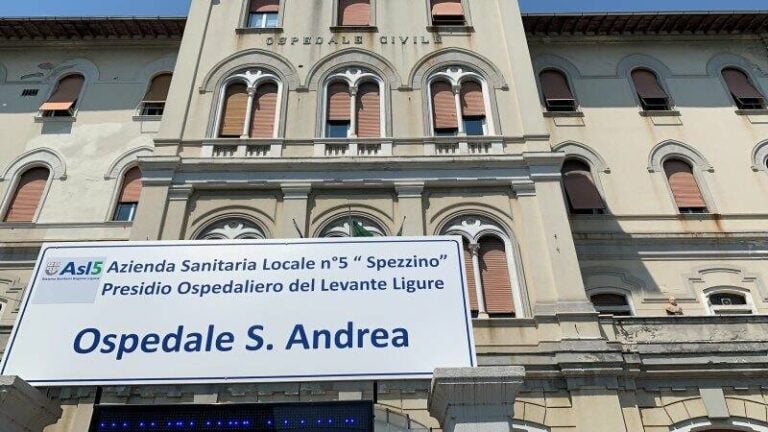 OSPEDALE CIVILE
Asl5 Azienda Sanitaria Locale n°5 “ Spezzino”
Presidio Ospedaliero del Levante Ligure
Ospedale S. Andrea